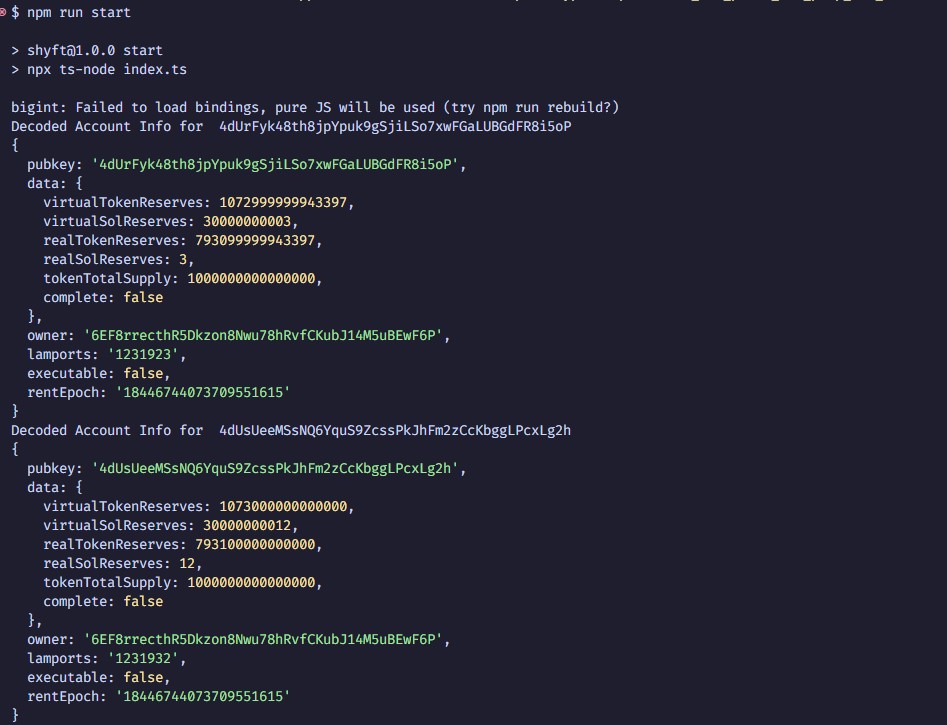 $ npm run start
> shyft@1.0.0 start
> npx ts-node index.ts
bigint: Failed to load bindings, pure JS will be used (try npm run rebuild?)
Decoded Account Info for  4dUrFyk48th8jpYpuk9gSjiLSo7xwFGaLUBGdFR8i5oP
{
  pubkey: '4dUrFyk48th8jpYpuk9gSjiLSo7xwFGaLUBGdFR8i5oP',
  data: {
    virtualTokenReserves: 1072999999943397,
    virtualSolReserves: 30000000003,
    realTokenReserves: 793099999943397,
    realSolReserves: 3,
    tokenTotalSupply: 1000000000000000,
    complete: false
  },
  owner: '6EF8rrecthR5Dkzon8Nwu78hRvfCKubJ14M5uBEwF6P',
  lamports: '1231923',
  executable: false,
  rentEpoch: '18446744073709551615'
}
Decoded Account Info for  4dUsUeeMSsNQ6YquS9ZcssPkJhFm2zCcKbggLPcxLg2h
{
  pubkey: '4dUsUeeMSsNQ6YquS9ZcssPkJhFm2zCcKbggLPcxLg2h',
  data: {
    virtualTokenReserves: 1073000000000000,
    virtualSolReserves: 30000000012,
    realTokenReserves: 793100000000000,
    realSolReserves: 12,
    tokenTotalSupply: 1000000000000000,
    complete: false
  },
  owner: '6EF8rrecthR5Dkzon8Nwu78hRvfCKubJ14M5uBEwF6P',
  lamports: '1231932',
  executable: false,
  rentEpoch: '18446744073709551615'
}